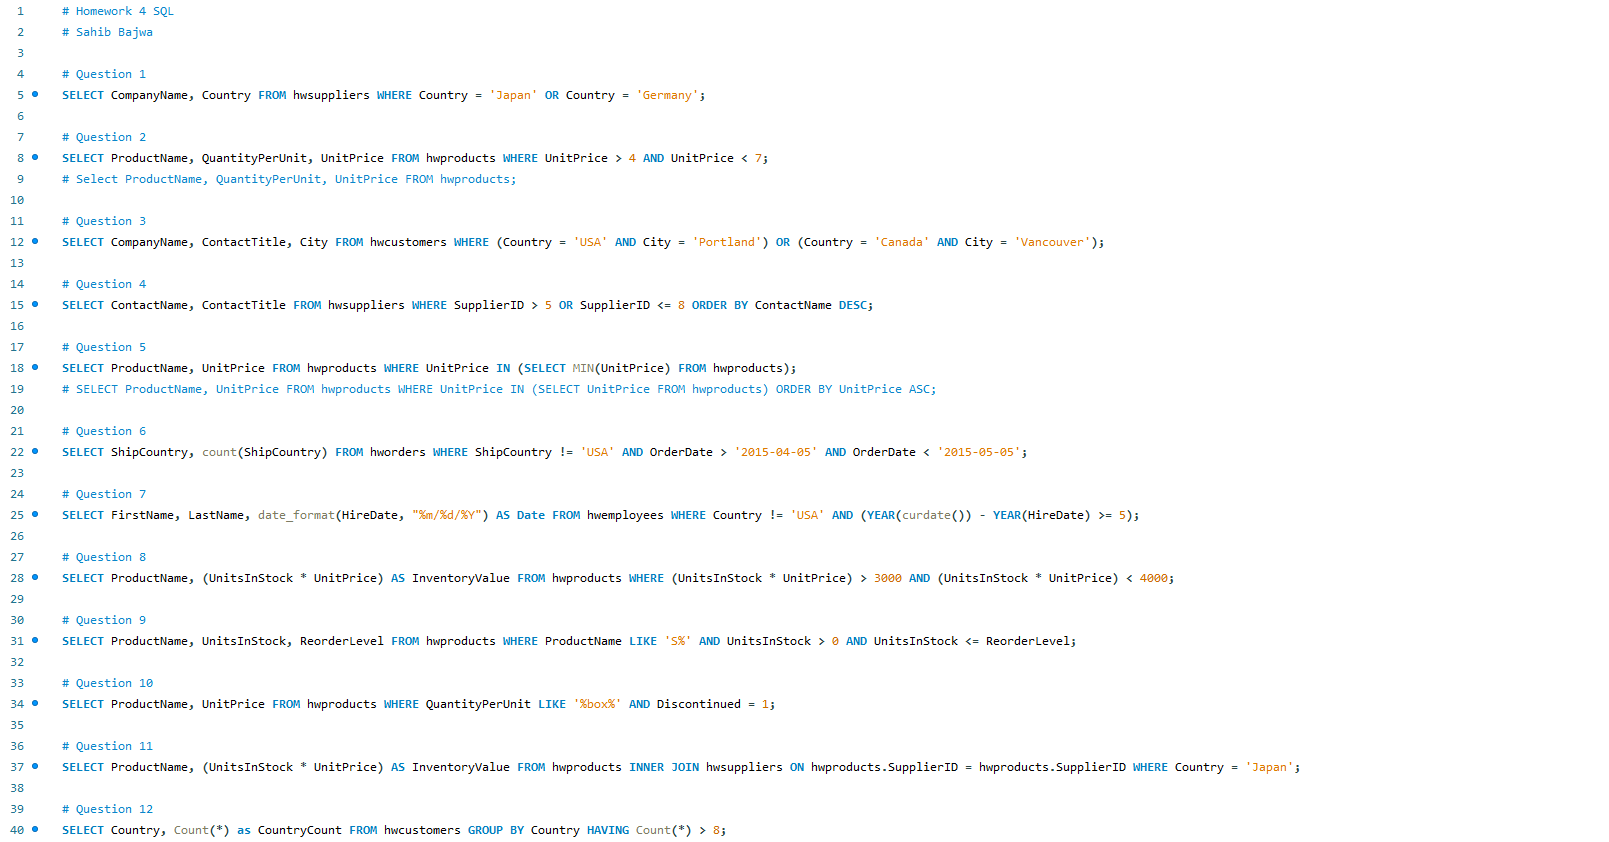 1 # Homework 4 SQL
2 # Sahib Bajwa
3
4 # Question 1
5 SELECT CompanyName, Country FROM hwsuppliers WHERE Country = 'Japan' OR Country = 'Germany';
6
7 # Question 2
8 SELECT ProductName, QuantityPerUnit, UnitPrice FROM hwproducts WHERE UnitPrice > 4 AND UnitPrice < 7;
9 # Select ProductName, QuantityPerUnit, UnitPrice FROM hwproducts;
10
11 # Question 3
12 SELECT CompanyName, ContactTitle, City FROM hwcustomers WHERE (Country = 'USA' AND City = 'Portland') OR (Country = 'Canada' AND City = 'Vancouver');
13
14 # Question 4
15 SELECT ContactName, ContactTitle FROM hwsuppliers WHERE SupplierID > 5 OR SupplierID <= 8 ORDER BY ContactName DESC;
16
17 # Question 5
18 SELECT ProductName, UnitPrice FROM hwproducts WHERE UnitPrice IN (SELECT MIN(UnitPrice) FROM hwproducts);
19 # SELECT ProductName, UnitPrice FROM hwproducts WHERE UnitPrice IN (SELECT UnitPrice FROM hwproducts) ORDER BY UnitPrice ASC;
20
21 # Question 6
22 SELECT ShipCountry, count(ShipCountry) FROM hworders WHERE ShipCountry != 'USA' AND OrderDate > '2015-04-05' AND OrderDate < '2015-05-05';
23
24 # Question 7
25 SELECT FirstName, LastName, date_format(HireDate, "%m/%d/%Y") AS Date FROM hwemployees WHERE Country != 'USA' AND (YEAR(curdate()) - YEAR(HireDate) >= 5);
26
27 # Question 8
28 SELECT ProductName, (UnitsInStock * UnitPrice) AS InventoryValue FROM hwproducts WHERE (UnitsInStock * UnitPrice) > 3000 AND (UnitsInStock * UnitPrice) < 4000;
29
30 # Question 9
31 SELECT ProductName, UnitsInStock, ReorderLevel FROM hwproducts WHERE ProductName LIKE 'S%' AND UnitsInStock > 0 AND UnitsInStock <= ReorderLevel;
32
33 # Question 10
34 SELECT ProductName, UnitPrice FROM hwproducts WHERE QuantityPerUnit LIKE '%box%' AND Discontinued = 1;
35
36 # Question 11
37 SELECT ProductName, (UnitsInStock * UnitPrice) AS InventoryValue FROM hwproducts INNER JOIN hwsuppliers ON hwproducts.SupplierID = hwproducts.SupplierID WHERE Country = 'Japan';
38
39 # Question 12
40 SELECT Country, Count(*) as CountryCount FROM hwcustomers GROUP BY Country HAVING Count(*) > 8;